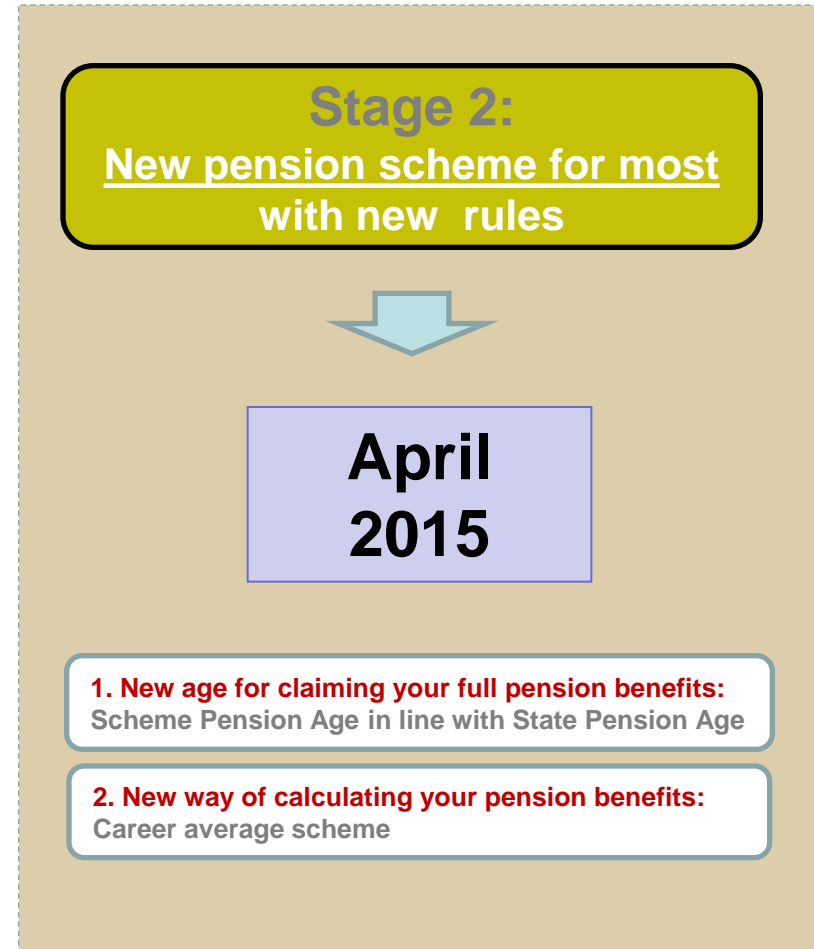 Stage 2:
New pension scheme for most
with new rules
April
2015
1. New age for claiming your full pension benefits:
Scheme Pension Age in line with State Pension Age
2. New way of calculating your pension benefits:
Career average scheme